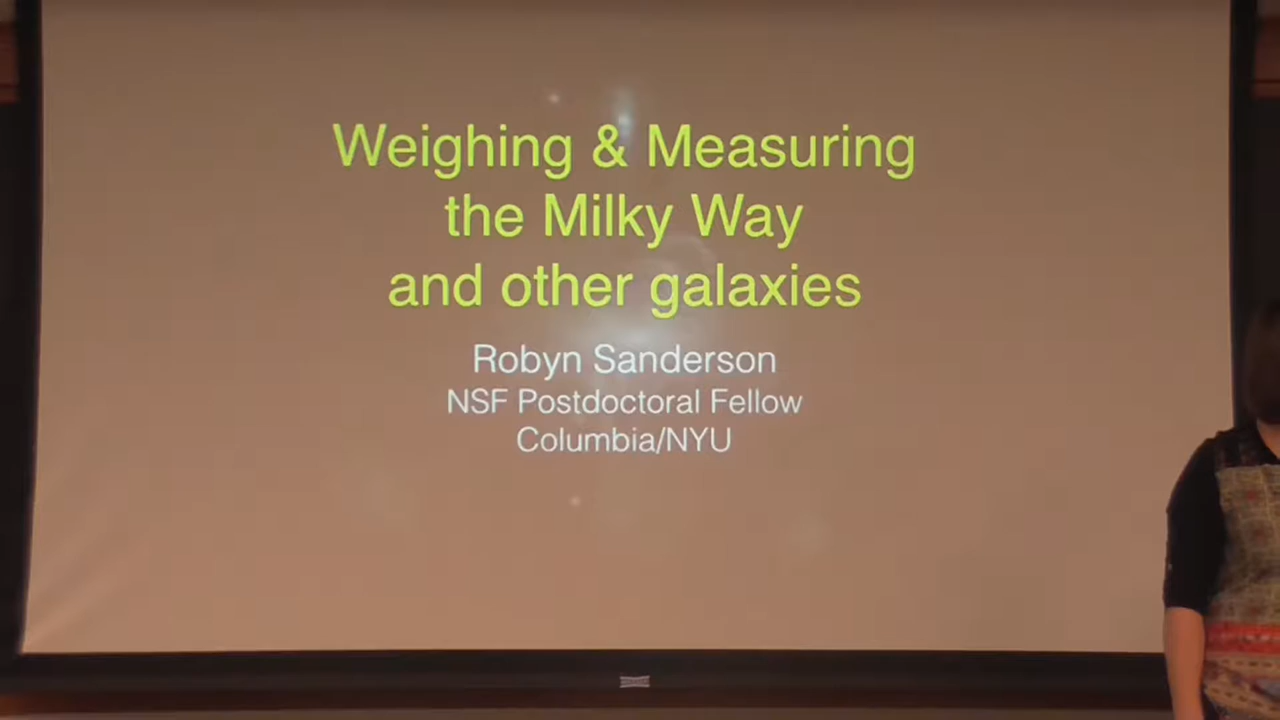 Weighing & Measuring
the Milky Way
and other galaxies
Robyn Sanderson
NSF Postdoctoral Fellow
Columbia/NYU